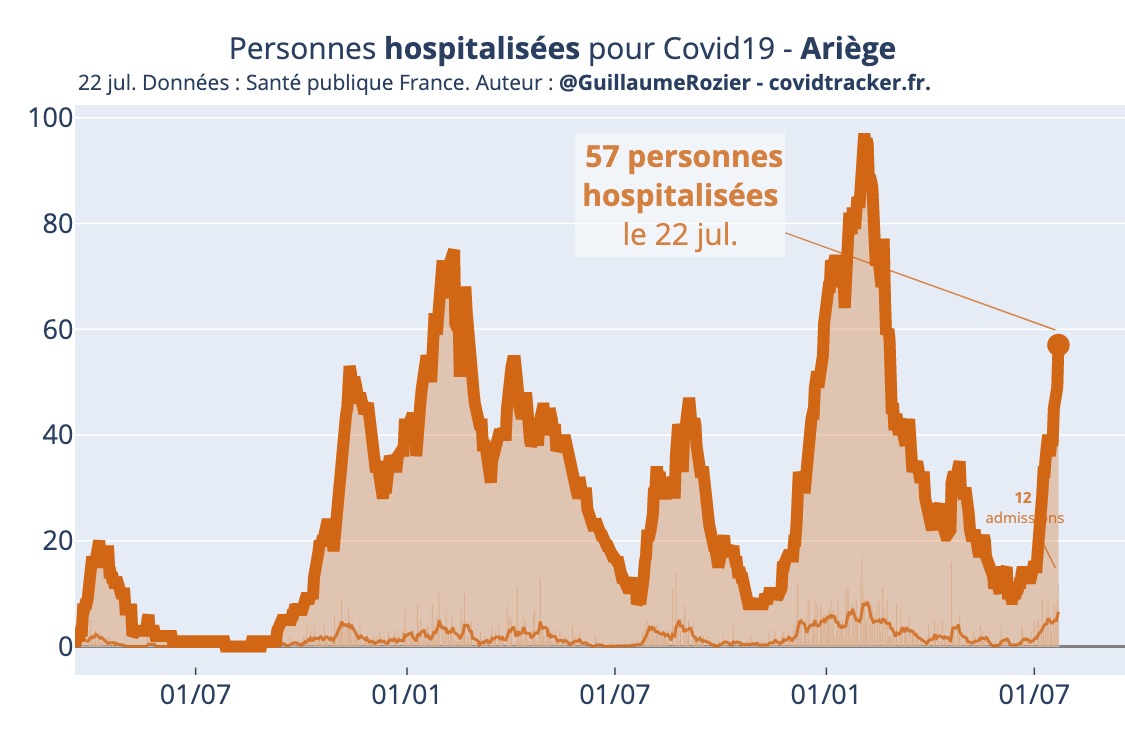 Personnes hospitalisées pour Covid19 - Ariège
22 jul. Données : Santé publique France. Auteur : @GuillaumeRozier - covidtracker.fr.
100
80
60
40
20
0
57 personnes
hospitalisées
le 22 jul.
12
admissions
01/07
01/01
01/07
01/01
01/07